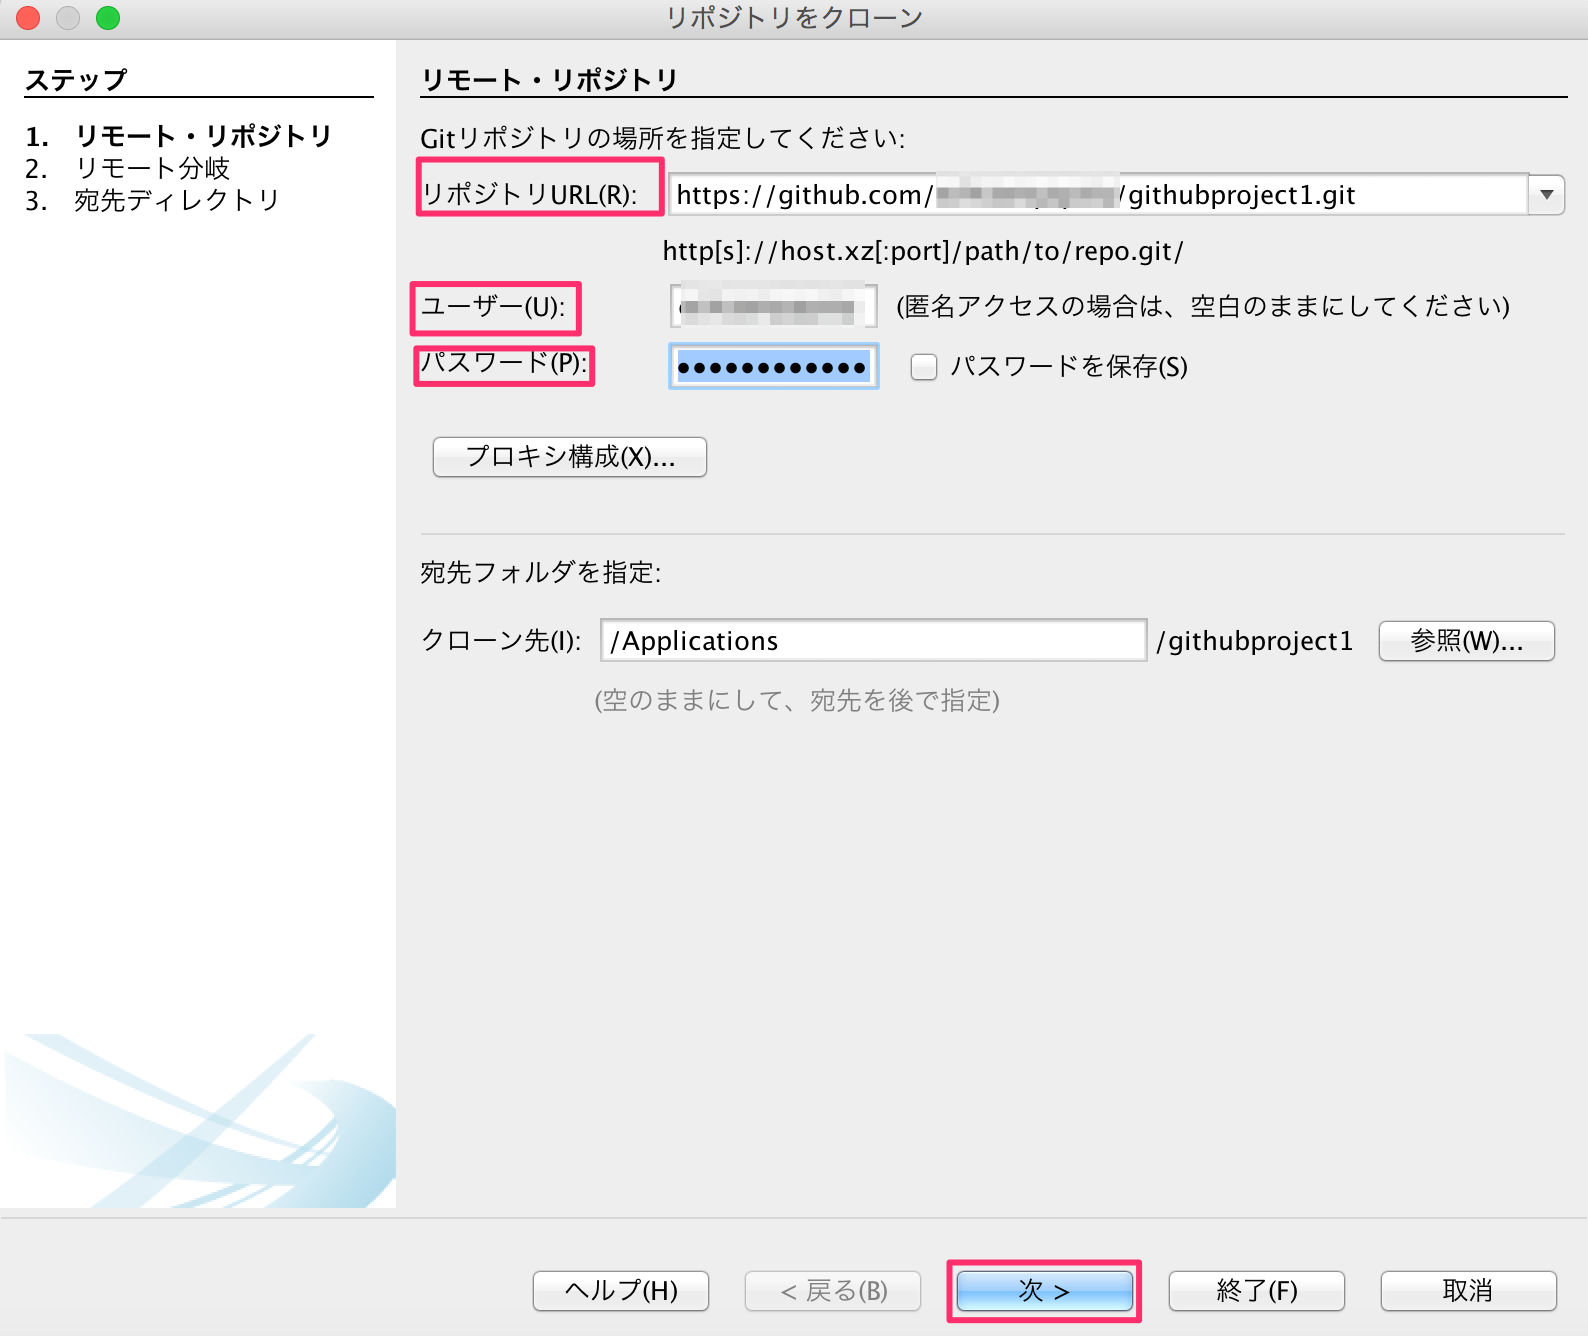 リポジトリをクローン
ステップ
1. リモート・リポジトリ
2. リモート分岐
3. 宛先ディレクトリ
リモート・リポジトリ
Gitリポジトリの場所を指定してください:
リポジトリURL(R): https://github.com/ /githubproject1.git
http[s]://host.xz[:port]/path/to/repo.git/
ユーザー(U): (匿名アクセスの場合は、空白のままにしてください)
パスワード(P): ●●●●●●●●●●●● パスワードを保存(S)
プロキシ構成(X)...
宛先フォルダを指定:
クローン先(I): /Applications /githubproject1 参照(W)...
(空のままにして、宛先を後で指定)
ヘルプ(H) < 戻る(B) 次 > 終了(F) 取消